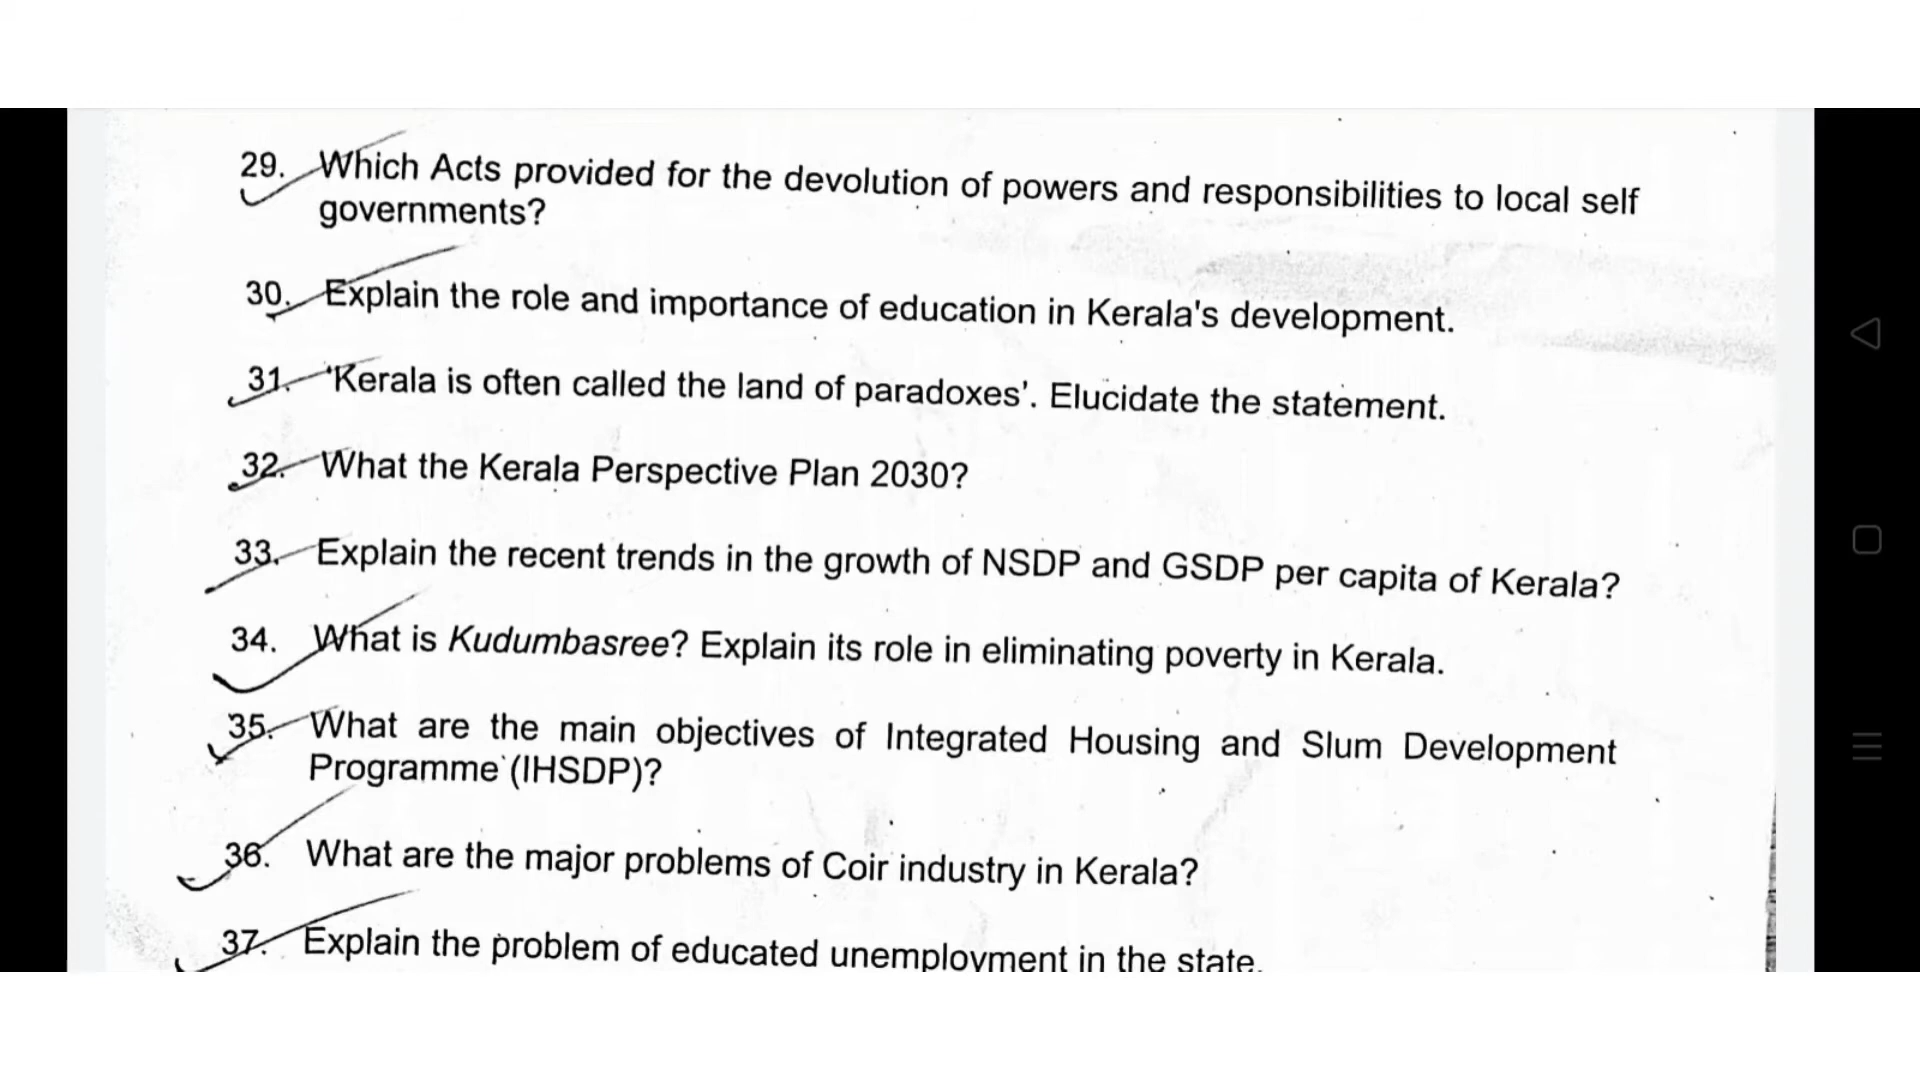 29. Which Acts provided for the devolution of powers and responsibilities to local self
governments?
30. Explain the role and importance of education in Kerala's development.
31. 'Kerala is often called the land of paradoxes'. Elucidate the statement.
32. What the Kerala Perspective Plan 2030?
33. Explain the recent trends in the growth of NSDP and GSDP per capita of Kerala?
34. What is Kudumbasree? Explain its role in eliminating poverty in Kerala.
35. What are the main objectives of Integrated Housing and Slum Development
Programme (IHSDP)?
36. What are the major problems of Coir industry in Kerala?
37. Explain the problem of educated unemployment in the state.